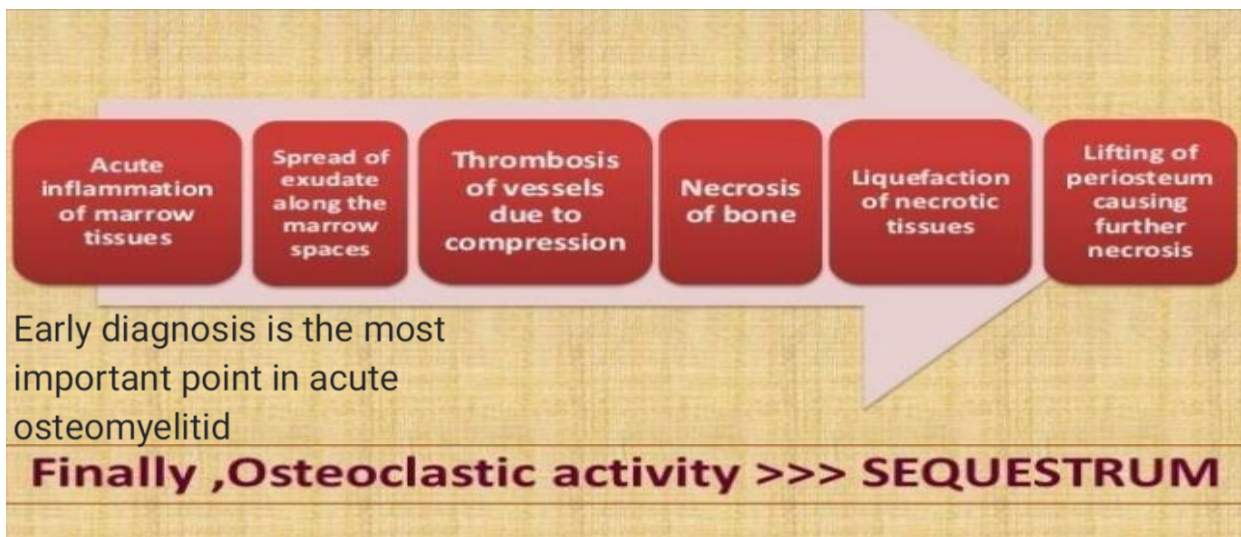 Acute
inflammation
of marrow
tissues
Spread of
exudate
along the
marrow
spaces
Thrombosis
of vessels
due to
compression
Necrosis
of bone
Liquefaction
of necrotic
tissues
Lifting of
periosteum
causing
further
necrosis
Early diagnosis is the most
important point in acute
osteomyelitid
Finally ,Osteoclastic activity >>> SEQUESTRUM